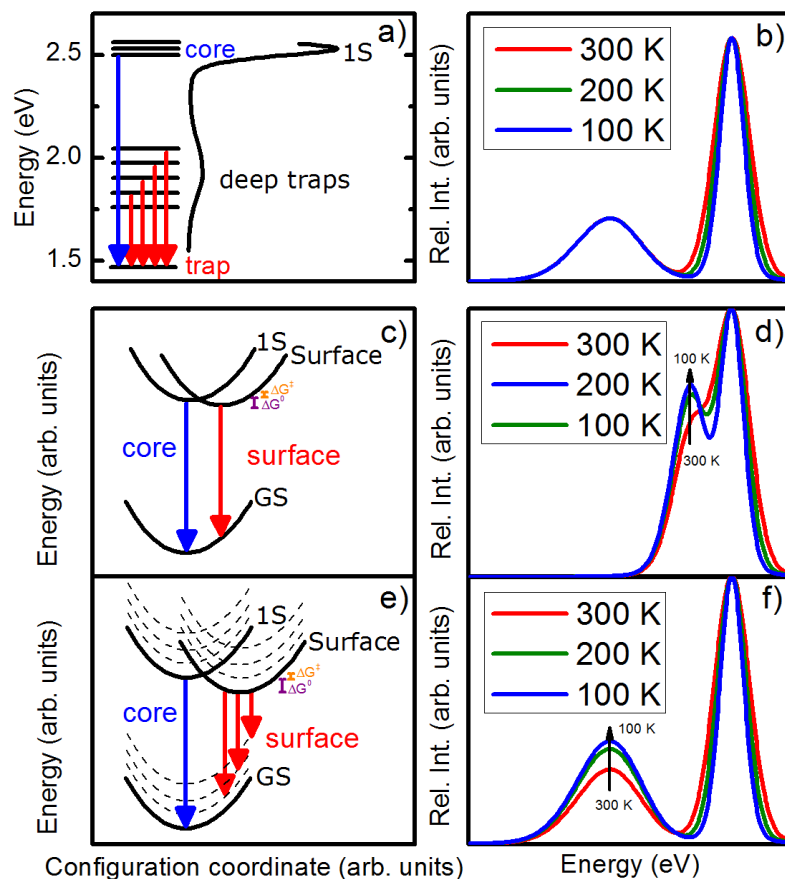 a)
core
1S
2.5
2.0
1.5
Energy (eV)
deep traps
trap
b)
300 K
200 K
100 K
Rel. Int. (arb. units)
c)
1S
Surface
ΔG‡
ΔG⁰
core
surface
GS
Energy (arb. units)
d)
300 K
200 K
100 K
100 K
300 K
Rel. Int. (arb. units)
e)
1S
Surface
ΔG‡
ΔG⁰
core
surface
GS
Energy (arb. units)
Configuration coordinate (arb. units)
f)
300 K
200 K
100 K
100 K
300 K
Rel. Int. (arb. units)
Energy (eV)